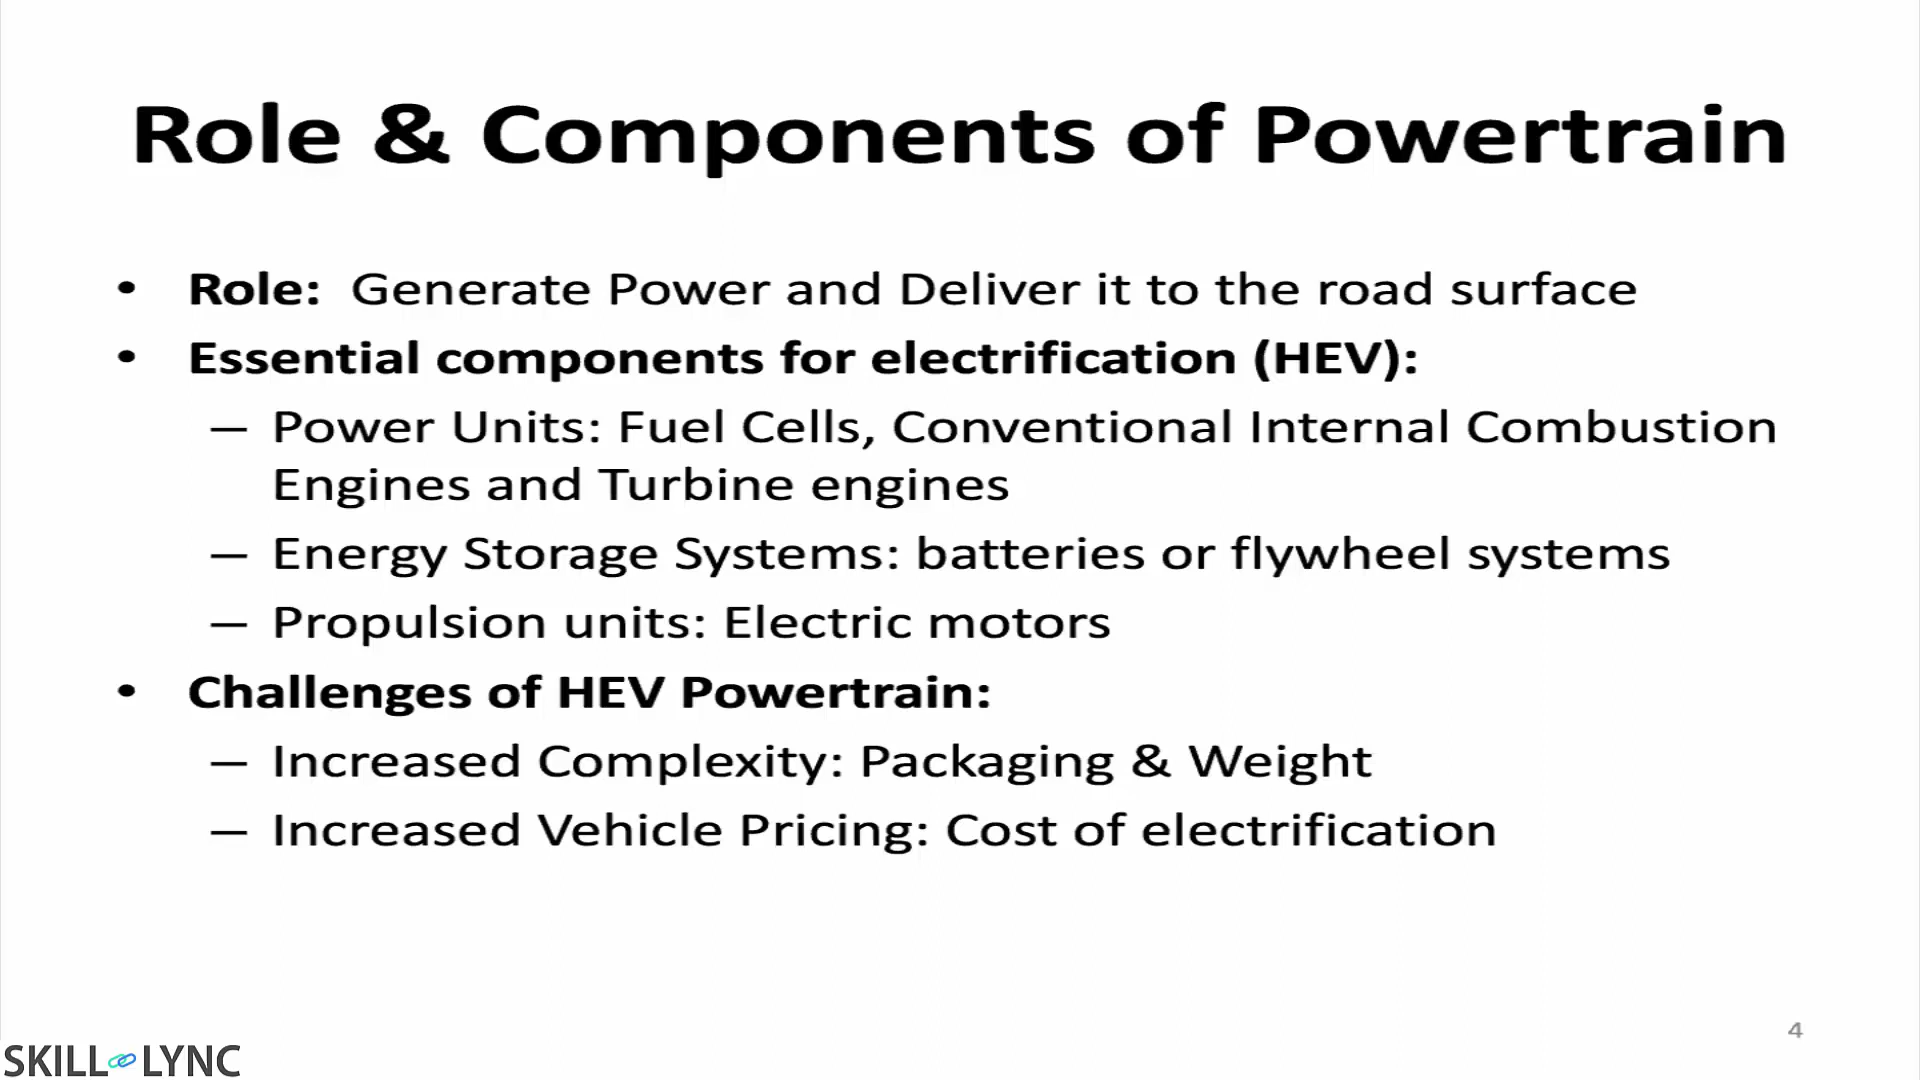 Role & Components of Powertrain
• Role: Generate Power and Deliver it to the road surface
• Essential components for electrification (HEV):
– Power Units: Fuel Cells, Conventional Internal Combustion
Engines and Turbine engines
– Energy Storage Systems: batteries or flywheel systems
– Propulsion units: Electric motors
• Challenges of HEV Powertrain:
– Increased Complexity: Packaging & Weight
– Increased Vehicle Pricing: Cost of electrification
4
SKILL LYNC